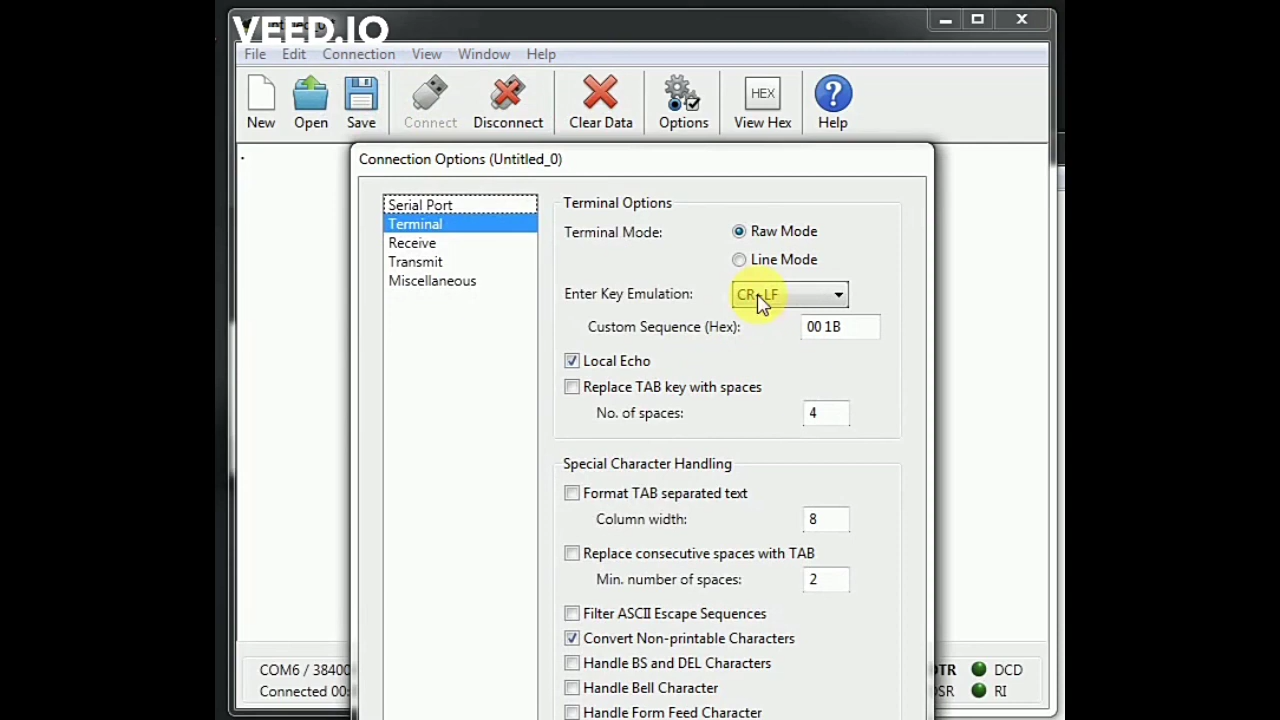 VEED.IO
File Edit Connection View Window Help
New Open Save Connect Disconnect Clear Data Options HEX View Hex ? Help
Connection Options (Untitled_0)
Serial Port
Terminal
Receive
Transmit
Miscellaneous
Terminal Options
Terminal Mode:
Raw Mode
Line Mode
Enter Key Emulation:
Custom Sequence (Hex): 00 1B
Local Echo
Replace TAB key with spaces
No. of spaces: 4
Special Character Handling
Format TAB separated text
Column width: 8
Replace consecutive spaces with TAB
Min. number of spaces: 2
Filter ASCII Escape Sequences
Convert Non-printable Characters
Handle BS and DEL Characters
Handle Bell Character
Handle Form Feed Character
COM6 / 38400
DCD
Connected 00:
RI